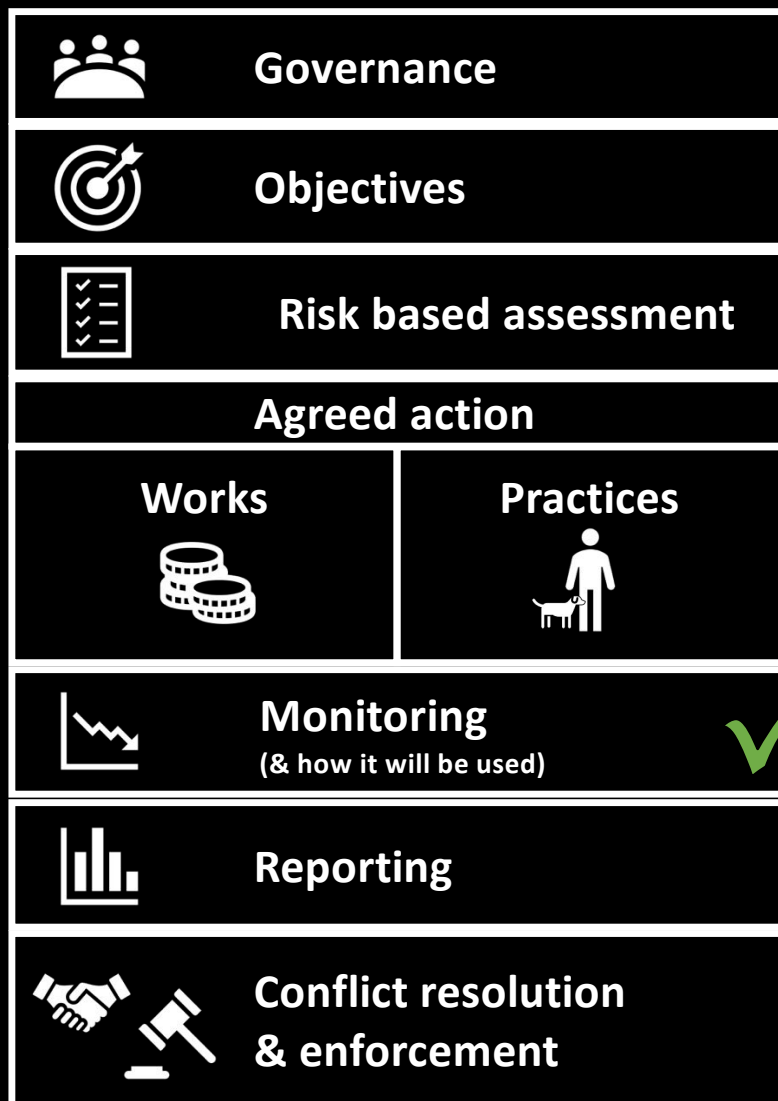 Governance
Objectives
Risk based assessment
Agreed action
Works
Practices
Monitoring
(& how it will be used)
Reporting
Conflict resolution
& enforcement